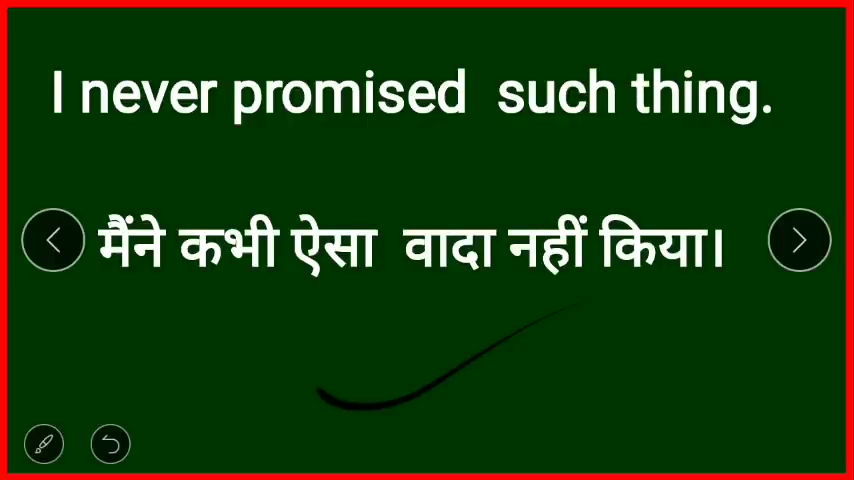 I never promised such thing.
मैंने कभी ऐसा वादा नहीं किया।